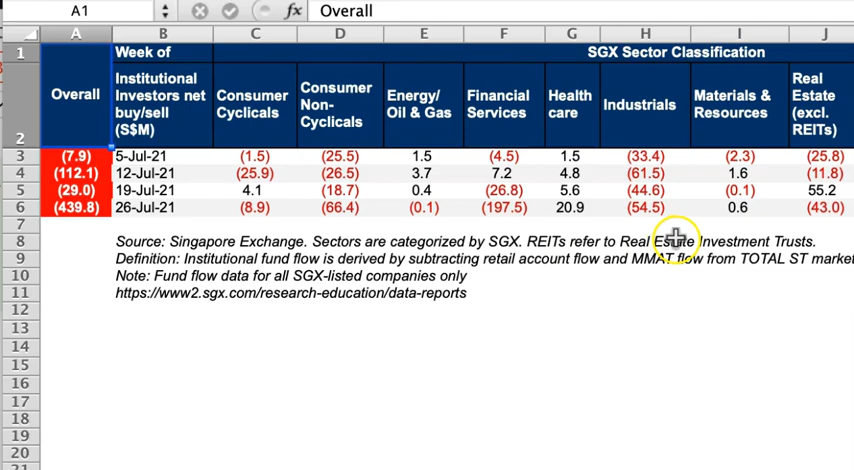 A1 fx Overall
A B C D E F G H I J
1 Week of SGX Sector Classification
2 Overall Institutional Investors net buy/sell (S$M) Consumer Cyclicals Consumer Non-Cyclicals Energy/ Oil & Gas Financial Services Health care Industrials Materials & Resources Real Estate (excl. REITs)
3 (7.9) 5-Jul-21 (1.5) (25.5) 1.5 (4.5) 1.5 (33.4) (2.3) (25.8)
4 (112.1) 12-Jul-21 (25.9) (26.5) 3.7 7.2 4.8 (61.5) 1.6 (11.8)
5 (29.0) 19-Jul-21 4.1 (18.7) 0.4 (26.8) 5.6 (44.6) (0.1) 55.2
6 (439.8) 26-Jul-21 (8.9) (66.4) (0.1) (197.5) 20.9 (54.5) 0.6 (43.0)
7
8 Source: Singapore Exchange. Sectors are categorized by SGX. REITs refer to Real Estate Investment Trusts.
9 Definition: Institutional fund flow is derived by subtracting retail account flow and MMAT flow from TOTAL ST market
10 Note: Fund flow data for all SGX-listed companies only
11 https://www2.sgx.com/research-education/data-reports
12
13
14
15
16
17
18
19
20
21